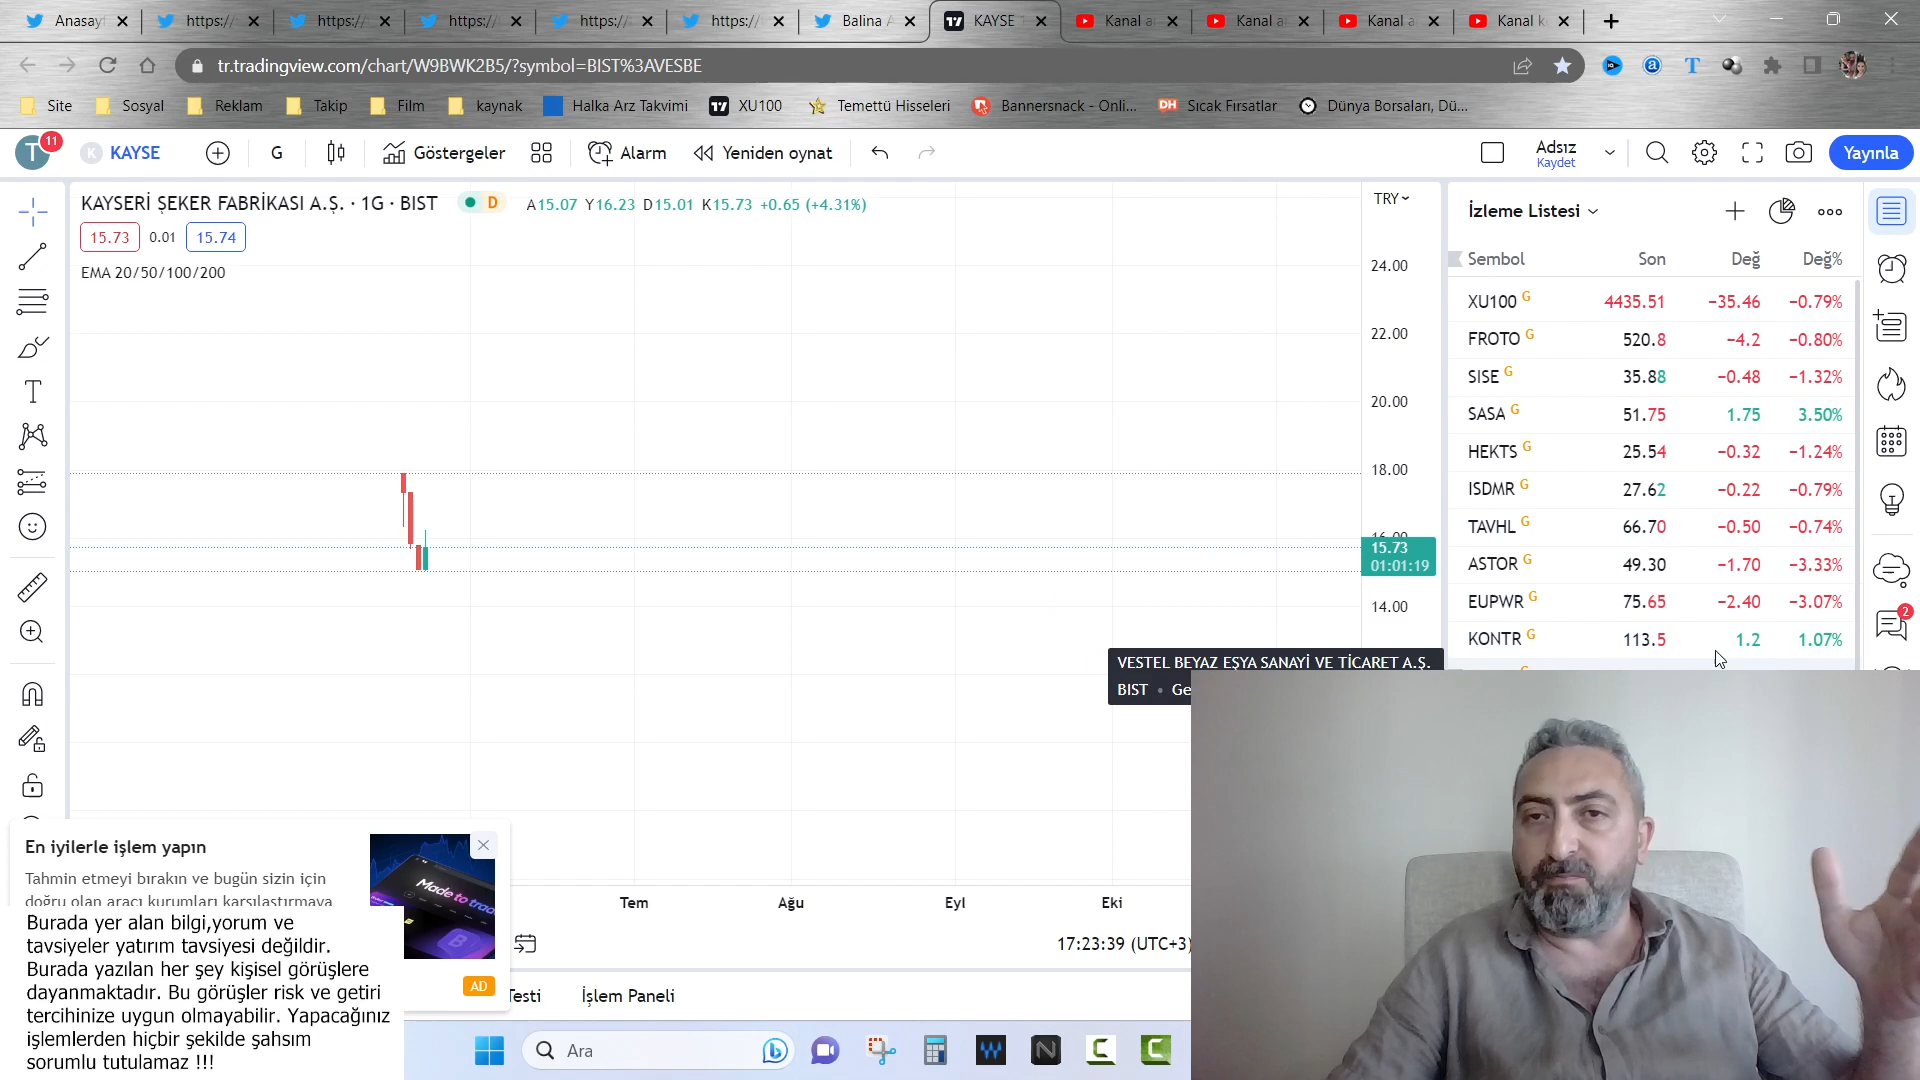 Anasay
https://
https://
https://
https://
https://
Balina A
KAYSE
Kanal a
Kanal a
Kanal a
Kanal k
tr.tradingview.com/chart/W9BWK2B5/?symbol=BIST%3AVESBE
Site
Sosyal
Reklam
Takip
Film
kaynak
Halka Arz Takvimi
XU100
Temettü Hisseleri
Bannersnack - Onli...
DH
Sıcak Fırsatlar
Dünya Borsaları, Dü...
T
11
K
KAYSE
G
Göstergeler
Alarm
Yeniden oynat
Adsız
Kaydet
Yayınla
KAYSERİ ŞEKER FABRİKASI A.Ş. · 1G · BIST
D
A15.07 Y16.23 D15.01 K15.73 +0.65 (+4.31%)
15.73
0.01
15.74
EMA 20/50/100/200
TRY
24.00
22.00
20.00
18.00
16.00
15.73
01:01:19
14.00
İzleme Listesi
Sembol Son Değ Değ%
XU100 G 4435.51 −35.46 −0.79%
FROTO G 520.8 −4.2 −0.80%
SISE G 35.88 −0.48 −1.32%
SASA G 51.75 1.75 3.50%
HEKTS G 25.54 −0.32 −1.24%
ISDMR G 27.62 −0.22 −0.79%
TAVHL G 66.70 −0.50 −0.74%
ASTOR G 49.30 −1.70 −3.33%
EUPWR G 75.65 −2.40 −3.07%
KONTR G 113.5 1.2 1.07%
2
VESTEL BEYAZ EŞYA SANAYİ VE TİCARET A.Ş.
BIST • Ge
En iyilerle işlem yapın
Tahmin etmeyi bırakın ve bugün sizin için
doğru olan aracı kurumları karşılaştırmaya
Made to trad
AD
Burada yer alan bilgi,yorum ve
tavsiyeler yatırım tavsiyesi değildir.
Burada yazılan her şey kişisel görüşlere
dayanmaktadır. Bu görüşler risk ve getiri
tercihinize uygun olmayabilir. Yapacağınız
işlemlerden hiçbir şekilde şahsım
sorumlu tutulamaz !!!
Tem
Ağu
Eyl
Eki
17:23:39 (UTC+3)
Testi
İşlem Paneli
Ara